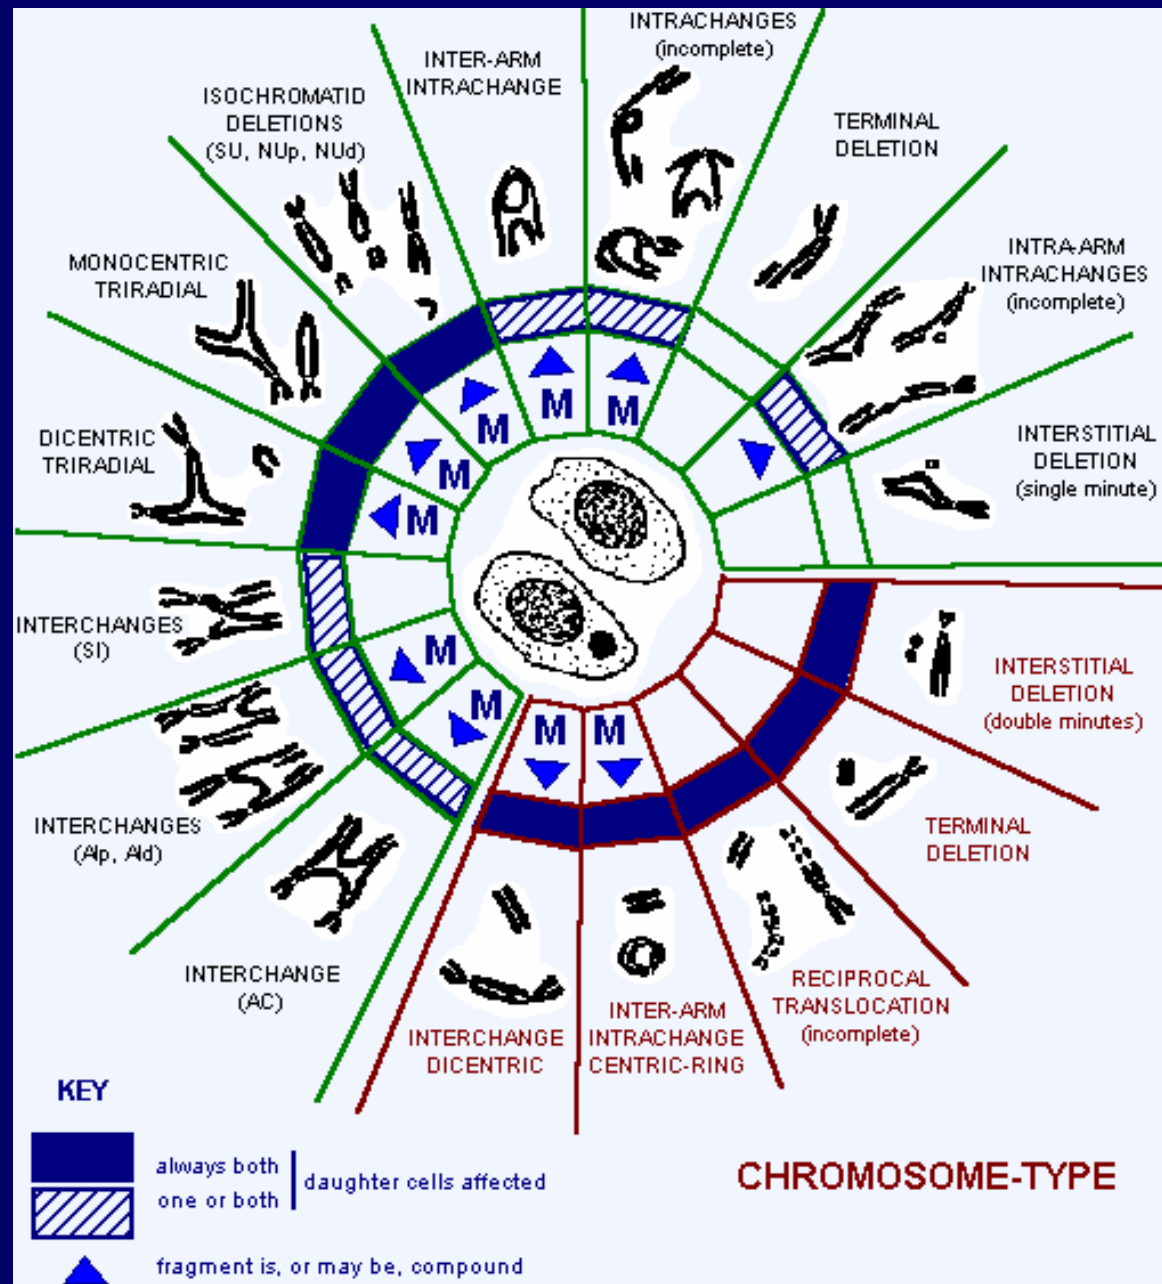 INTRACHANGES
(incomplete)
INTER-ARM
INTRACHANGE
ISOCHROMATID
DELETIONS
(SU, NUp, NUd)
TERMINAL
DELETION
INTRA-ARM
INTRACHANGES
(incomplete)
MONOCENTRIC
TRIRADIAL
DICENTRIC
TRIRADIAL
INTERSTITIAL
DELETION
(single minute)
M
M
M
M
M
M
M
M
M
INTERCHANGES
(SI)
INTERSTITIAL
DELETION
(double minutes)
INTERCHANGES
(AIp, AId)
TERMINAL
DELETION
INTERCHANGE
(AC)
RECIPROCAL
TRANSLOCATION
(incomplete)
INTERCHANGE
DICENTRIC
INTER-ARM
INTRACHANGE
CENTRIC-RING
KEY
always both
one or both
daughter cells affected
CHROMOSOME-TYPE
fragment is, or may be, compound